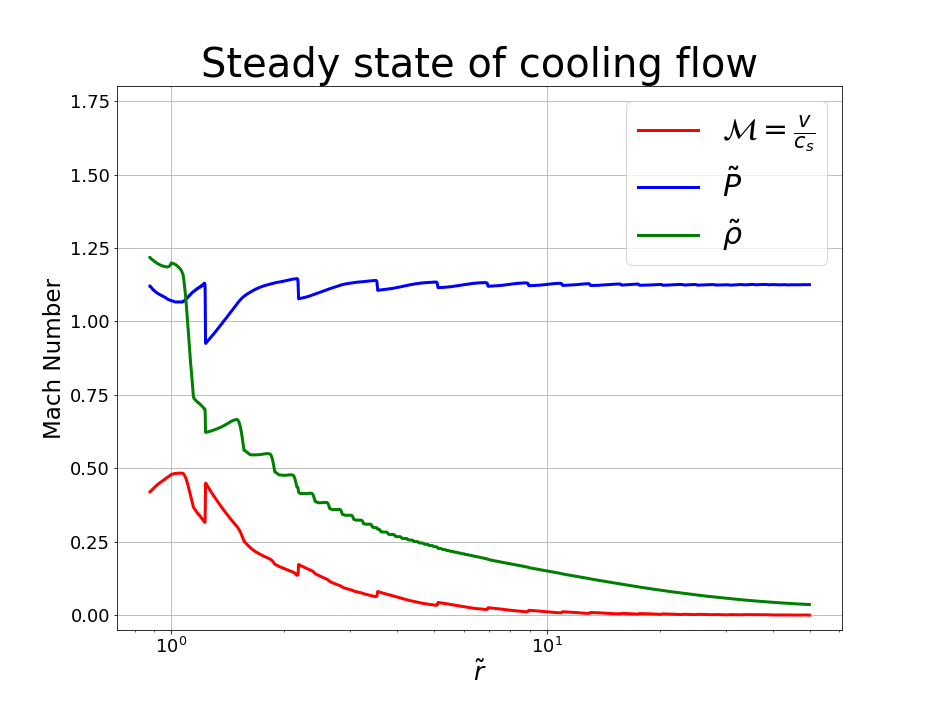 Steady state of cooling flow
1.75
1.50
1.25
1.00
0.75
0.50
0.25
0.00
Mach Number
ℳ = v/c_s
P̃
ρ̃
10⁰
10¹
r̃